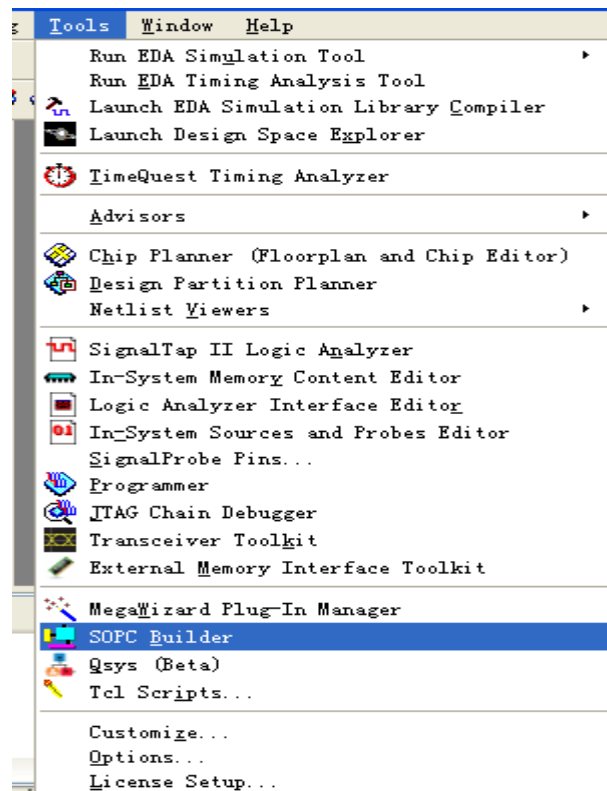 Tools Window Help
Run EDA Simulation Tool
Run EDA Timing Analysis Tool
Launch EDA Simulation Library Compiler
Launch Design Space Explorer
TimeQuest Timing Analyzer
Advisors
Chip Planner (Floorplan and Chip Editor)
Design Partition Planner
Netlist Viewers
SignalTap II Logic Analyzer
In-System Memory Content Editor
Logic Analyzer Interface Editor
In-System Sources and Probes Editor
SignalProbe Pins...
Programmer
JTAG Chain Debugger
Transceiver Toolkit
External Memory Interface Toolkit
MegaWizard Plug-In Manager
SOPC Builder
Qsys (Beta)
Tcl Scripts...
Customize...
Options...
License Setup...